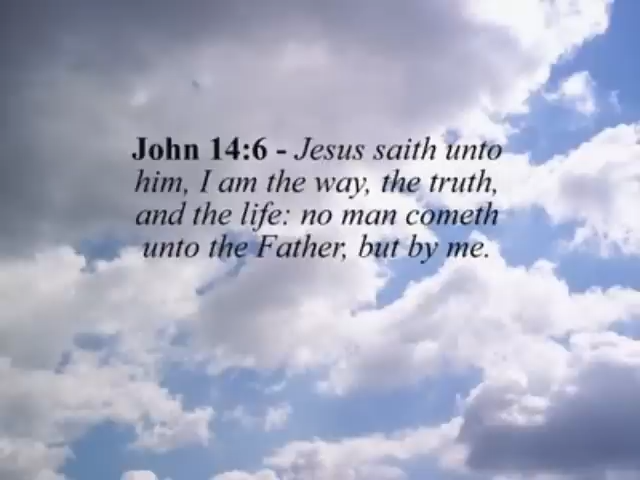 John 14:6 - Jesus saith unto
him, I am the way, the truth,
and the life: no man cometh
unto the Father, but by me.